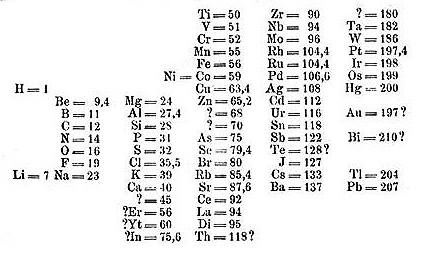 Ti = 50 Zr = 90 ? = 180
V = 51 Nb = 94 Ta = 182
Cr = 52 Mo = 96 W = 186
Mn = 55 Rh = 104,4 Pt = 197,4
Fe = 56 Ru = 104,4 Ir = 198
Ni = Co = 59 Pd = 106,6 Os = 199
H = 1 Cu = 63,4 Ag = 108 Hg = 200
Be = 9,4 Mg = 24 Zn = 65,2 Cd = 112
B = 11 Al = 27,4 ? = 68 Ur = 116 Au = 197?
C = 12 Si = 28 ? = 70 Sn = 118
N = 14 P = 31 As = 75 Sb = 122 Bi = 210?
O = 16 S = 32 Se = 79,4 Te = 128?
F = 19 Cl = 35,5 Br = 80 J = 127
Li = 7 Na = 23 K = 39 Rb = 85,4 Cs = 133 Tl = 204
Ca = 40 Sr = 87,6 Ba = 137 Pb = 207
? = 45 Ce = 92
?Er = 56 La = 94
?Yt = 60 Di = 95
?In = 75,6 Th = 118?